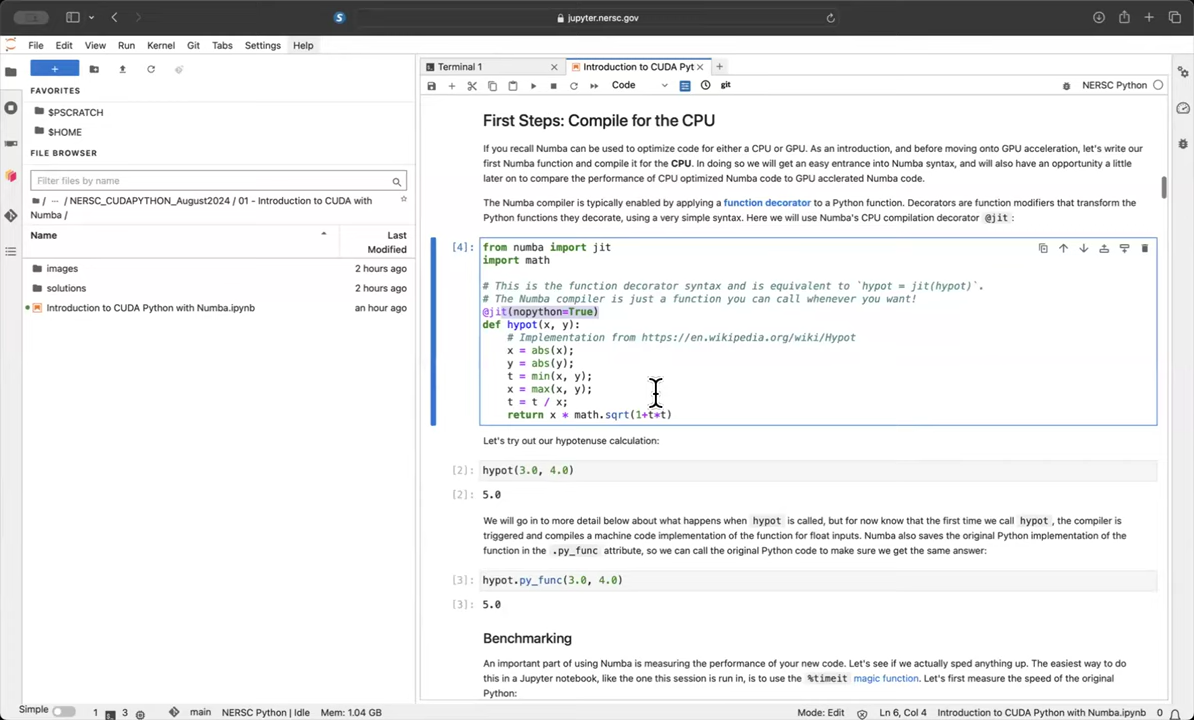 jupyter.nersc.gov
File Edit View Run Kernel Git Tabs Settings Help
FAVORITES
$PSCRATCH
$HOME
FILE BROWSER
Filter files by name
/ ... / NERSC_CUDAPYTHON_August2024 / 01 - Introduction to CUDA with
Numba /
Name Last
Modified
images 2 hours ago
solutions 2 hours ago
Introduction to CUDA Python with Numba.ipynb an hour ago
Terminal 1 Introduction to CUDA Pyt
Code git NERSC Python
First Steps: Compile for the CPU
If you recall Numba can be used to optimize code for either a CPU or GPU. As an introduction, and before moving onto GPU acceleration, let's write our
first Numba function and compile it for the CPU. In doing so we will get an easy entrance into Numba syntax, and will also have an opportunity a little
later on to compare the performance of CPU optimized Numba code to GPU acclerated Numba code.
The Numba compiler is typically enabled by applying a function decorator to a Python function. Decorators are function modifiers that transform the
Python functions they decorate, using a very simple syntax. Here we will use Numba's CPU compilation decorator @jit:
[4]: from numba import jit
import math
# This is the function decorator syntax and is equivalent to `hypot = jit(hypot)`.
# The Numba compiler is just a function you can call whenever you want!
@jit(nopython=True)
def hypot(x, y):
# Implementation from https://en.wikipedia.org/wiki/Hypot
x = abs(x);
y = abs(y);
t = min(x, y);
x = max(x, y);
t = t / x;
return x * math.sqrt(1+t*t)
Let's try out our hypotenuse calculation:
[2]: hypot(3.0, 4.0)
[2]: 5.0
We will go in to more detail below about what happens when hypot is called, but for now know that the first time we call hypot, the compiler is
triggered and compiles a machine code implementation of the function for float inputs. Numba also saves the original Python implementation of the
function in the .py_func attribute, so we can call the original Python code to make sure we get the same answer:
[3]: hypot.py_func(3.0, 4.0)
[3]: 5.0
Benchmarking
An important part of using Numba is measuring the performance of your new code. Let's see if we actually sped anything up. The easiest way to do
this in a Jupyter notebook, like the one this session is run in, is to use the %timeit magic function. Let's first measure the speed of the original
Python:
Simple 1 3 main NERSC Python | Idle Mem: 1.04 GB Mode: Edit Ln 6, Col 4 Introduction to CUDA Python with Numba.ipynb 0